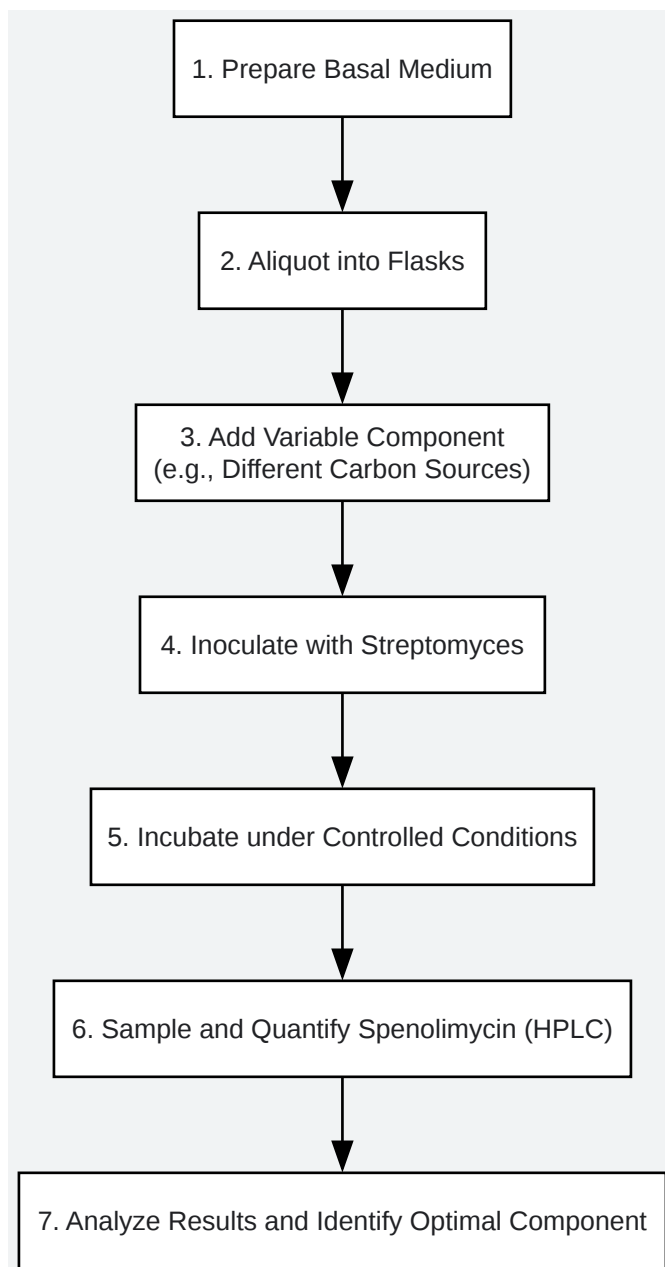 1. Prepare Basal Medium
2. Aliquot into Flasks
3. Add Variable Component
(e.g., Different Carbon Sources)
4. Inoculate with Streptomyces
5. Incubate under Controlled Conditions
6. Sample and Quantify Spenolimycin (HPLC)
7. Analyze Results and Identify Optimal Component